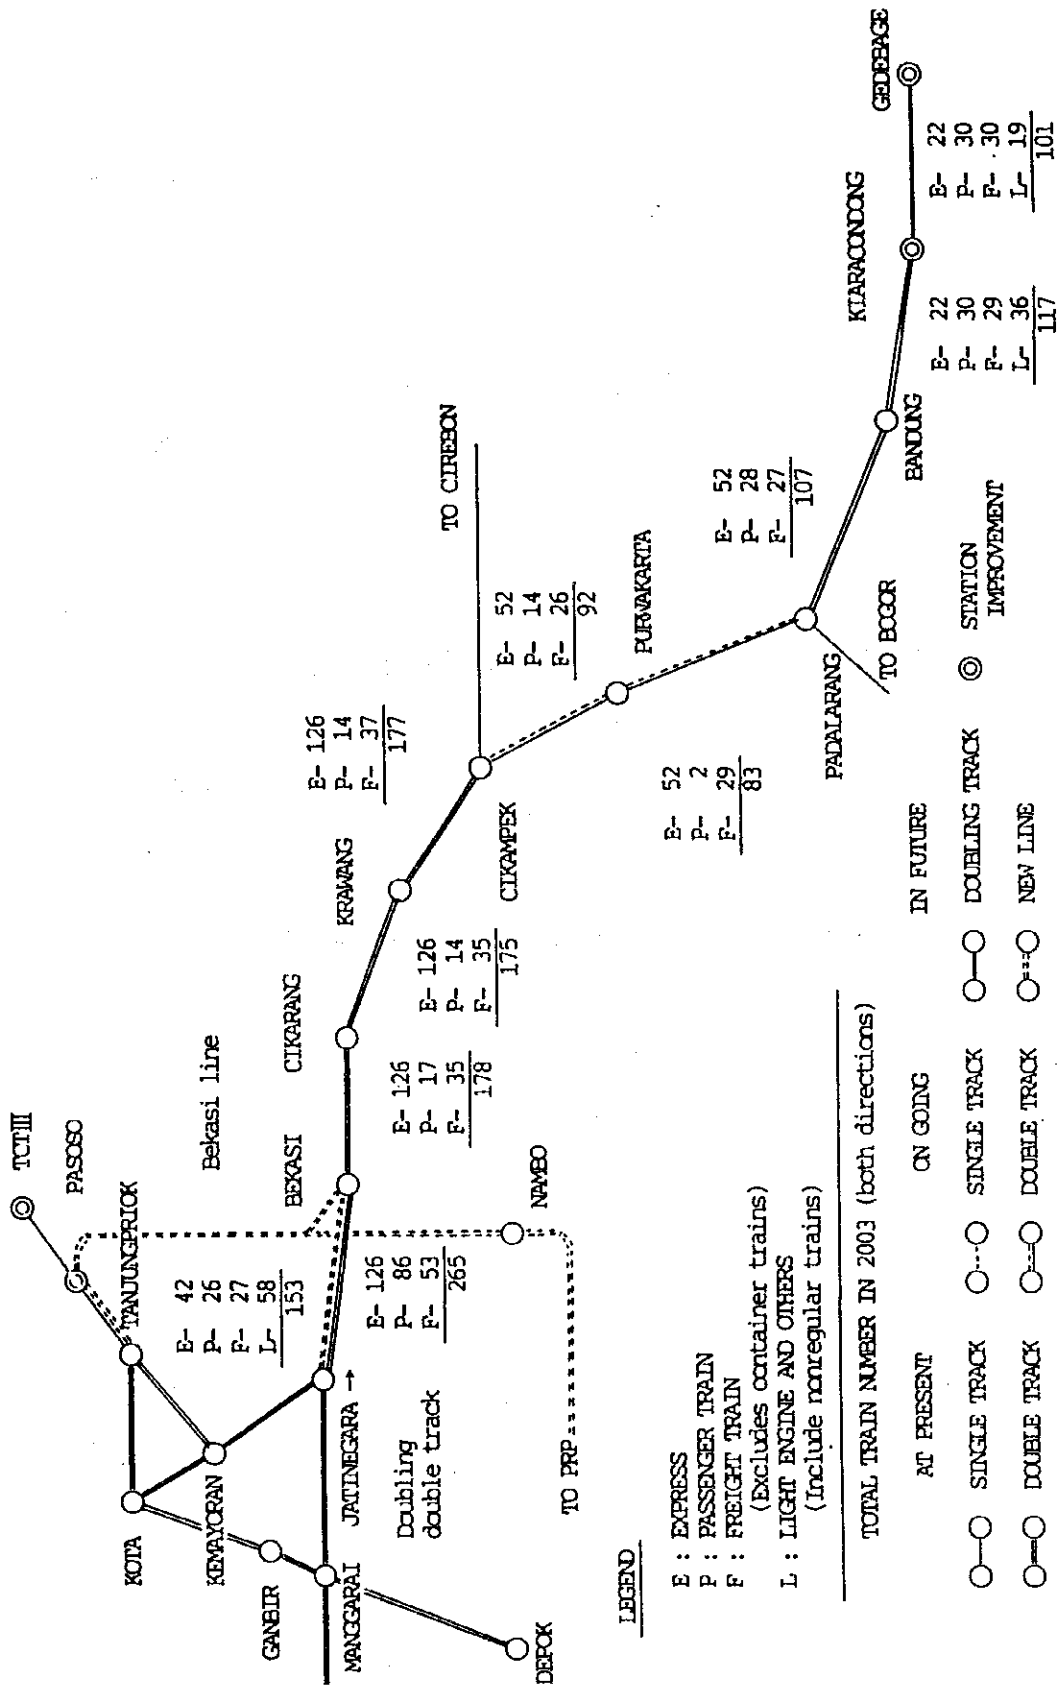 TCTⅢ
PASOSO
TANJUNGPRIOK
Bekasi line
KOTA
KEMAYORAN
GANBIR
MANGGARAI
DEPOK
JATINEGARA →
Doubling
double track
E- 42
P- 26
F- 27
L- 58
153
E- 126
P- 86
F- 53
265
BEKASI
NAMBO
TO PRP
CIKARANG
E- 126
P- 17
F- 35
178
KRAWANG
E- 126
P- 14
F- 35
175
E- 126
P- 14
F- 37
177
CIKAMPEK
TO CIREBON
E- 52
P- 14
F- 26
92
PURWAKARTA
E- 52
P- 2
F- 29
83
PADALARANG
TO BOGOR
E- 52
P- 28
F- 27
107
BANDUNG
KIARACONDONG
E- 22
P- 30
F- 29
L- 36
117
GEDEBAGE
E- 22
P- 30
F- 30
L- 19
101
LEGEND
E : EXPRESS
P : PASSENGER TRAIN
F : FREIGHT TRAIN
(Excludes container trains)
L : LIGHT ENGINE AND OTHERS
(Include nonregular trains)
TOTAL TRAIN NUMBER IN 2003 (both directions)
AT PRESENT ON GOING IN FUTURE
SINGLE TRACK SINGLE TRACK DOUBLING TRACK STATION
IMPROVEMENT
DOUBLE TRACK DOUBLE TRACK NEW LINE